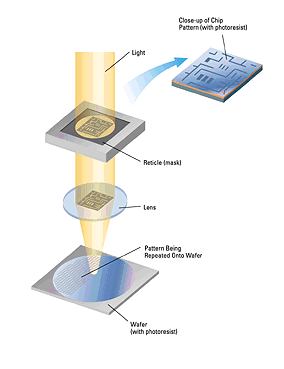 Close-up of Chip
Pattern (with photoresist)
Light
Reticle (mask)
Lens
Pattern Being
Repeated Onto Wafer
Wafer
(with photoresist)